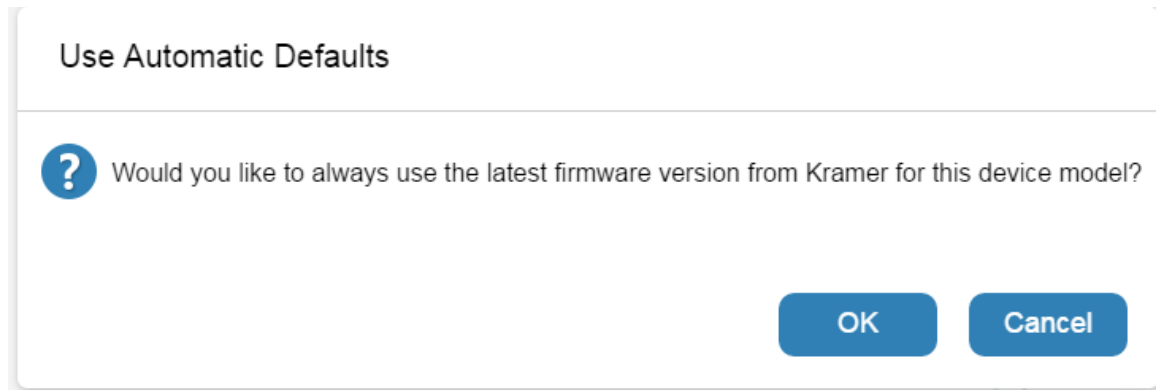 Use Automatic Defaults
? Would you like to always use the latest firmware version from Kramer for this device model?
OK Cancel